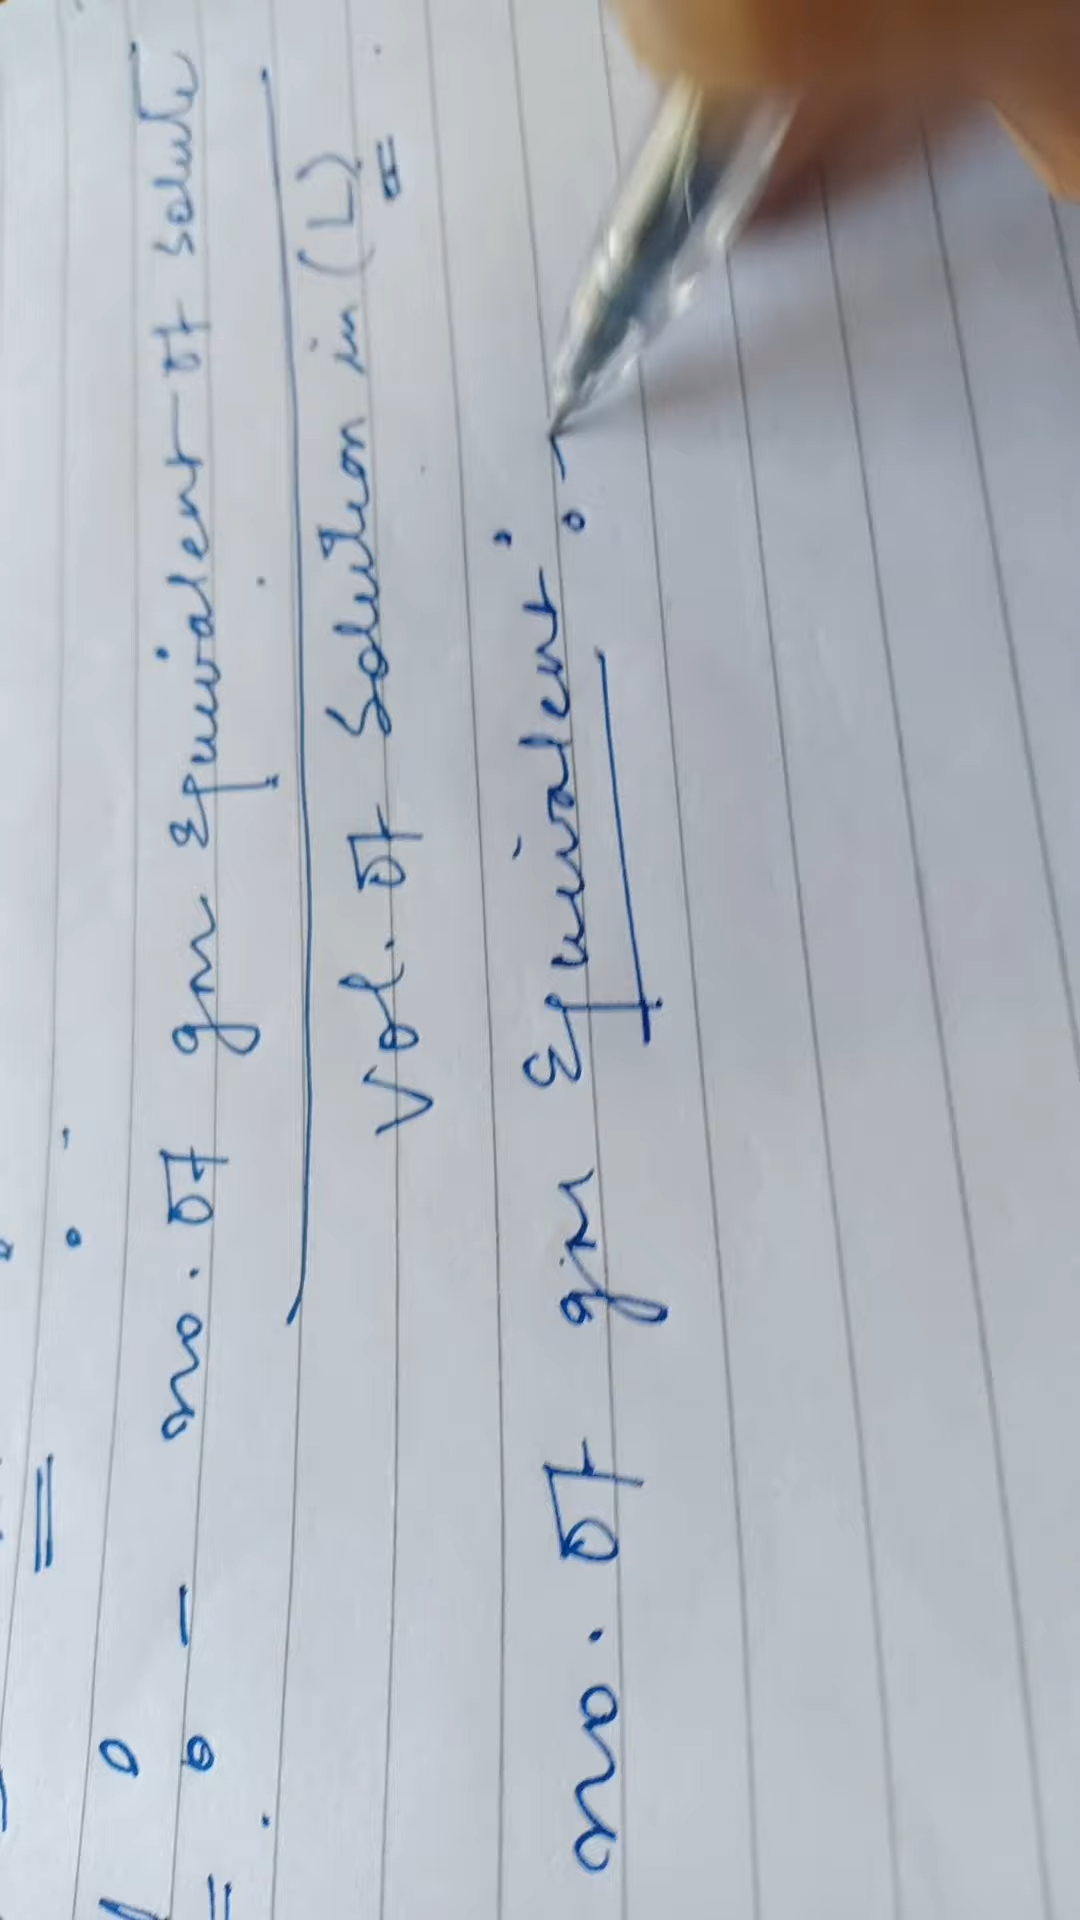 :- no. of gm Equivalent of solute
Vol. of Solution in (L)
no. of gm Equivalent :-